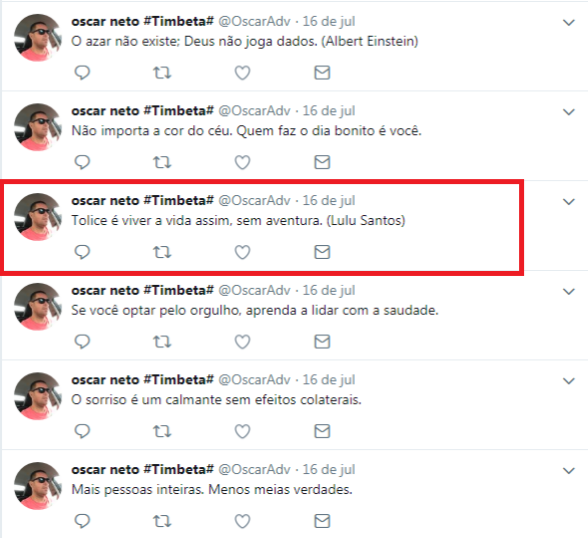 oscar neto #Timbeta# @OscarAdv · 16 de jul
O azar não existe; Deus não joga dados. (Albert Einstein)
oscar neto #Timbeta# @OscarAdv · 16 de jul
Não importa a cor do céu. Quem faz o dia bonito é você.
oscar neto #Timbeta# @OscarAdv · 16 de jul
Tolice é viver a vida assim, sem aventura. (Lulu Santos)
oscar neto #Timbeta# @OscarAdv · 16 de jul
Se você optar pelo orgulho, aprenda a lidar com a saudade.
oscar neto #Timbeta# @OscarAdv · 16 de jul
O sorriso é um calmante sem efeitos colaterais.
oscar neto #Timbeta# @OscarAdv · 16 de jul
Mais pessoas inteiras. Menos meias verdades.